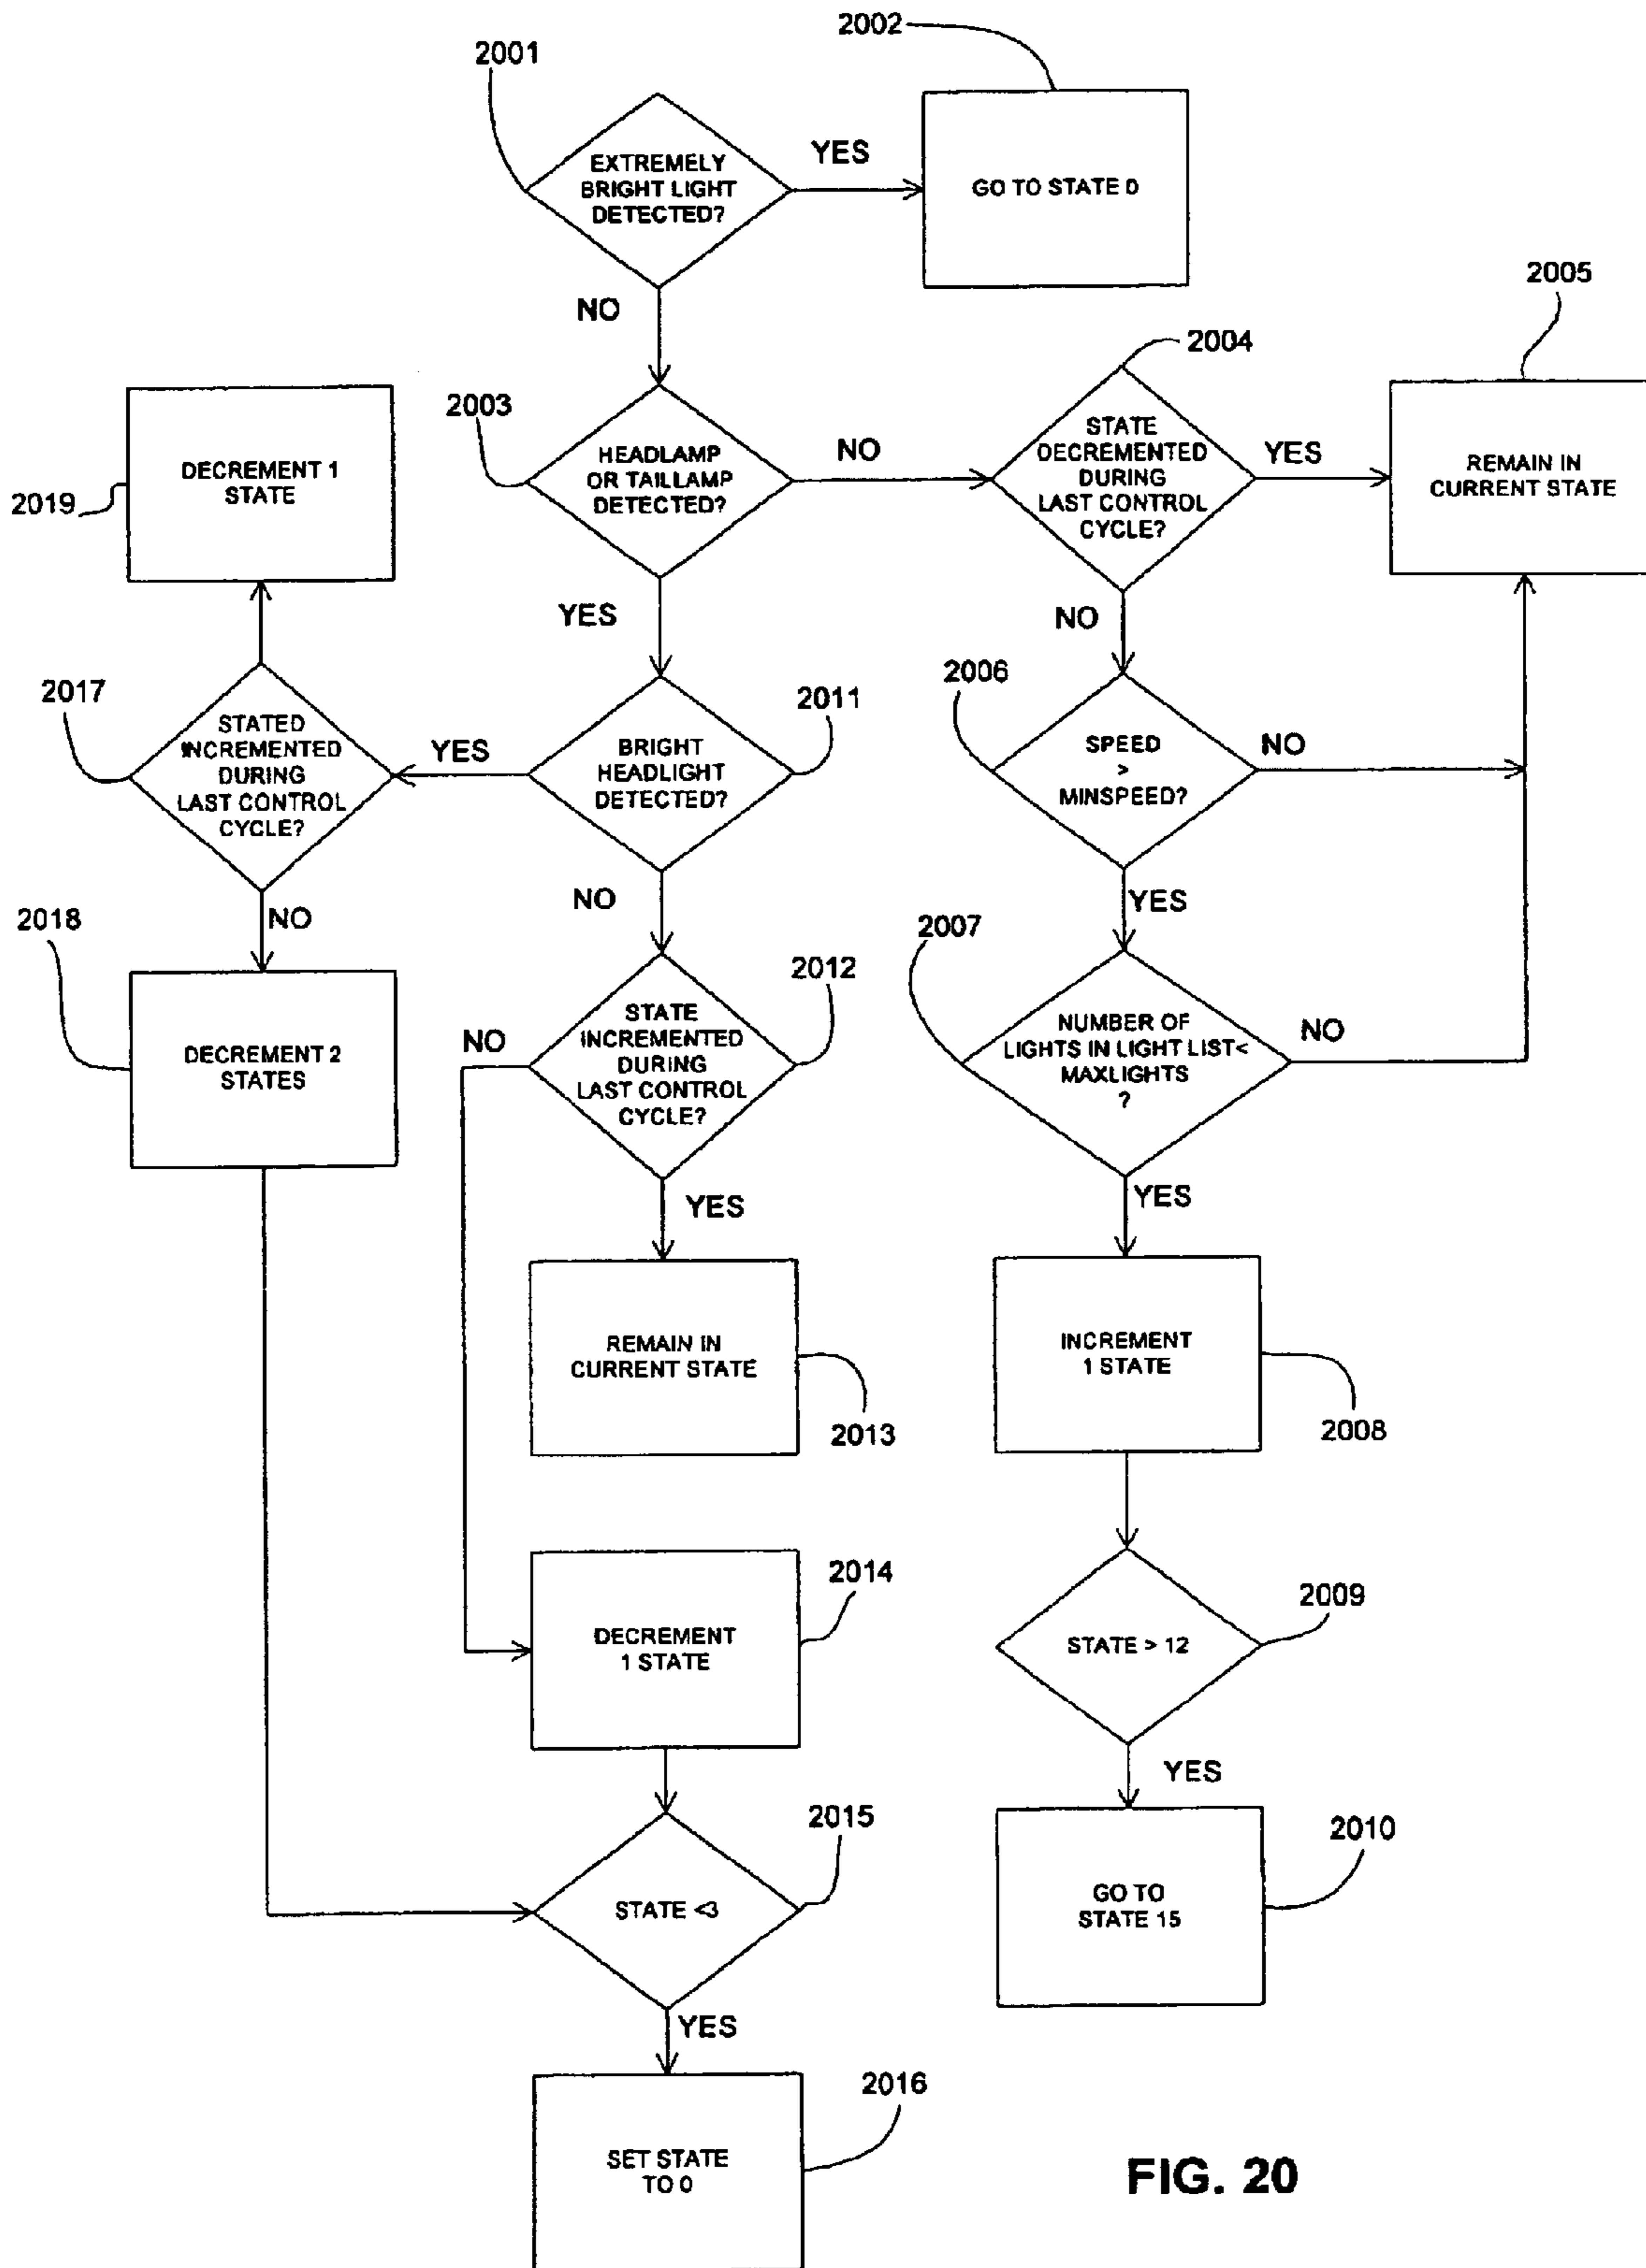 2002
2001
EXTREMELY
BRIGHT LIGHT
DETECTED?
YES
GO TO STATE 0
NO
2005
2004
2003
HEADLAMP
OR TAILLAMP
DETECTED?
NO
STATE
DECREMENTED
DURING
LAST CONTROL
CYCLE?
YES
REMAIN IN
CURRENT STATE
DECREMENT 1
STATE
2019
YES
NO
2017
STATED
INCREMENTED
DURING
LAST CONTROL
CYCLE?
YES
BRIGHT
HEADLIGHT
DETECTED?
2011
2006
SPEED
>
MINSPEED?
NO
NO
NO
YES
2018
DECREMENT 2
STATES
2007
NUMBER OF
LIGHTS IN LIGHT LIST<
MAXLIGHTS
?
NO
2012
NO
STATE
INCREMENTED
DURING
LAST CONTROL
CYCLE?
YES
YES
REMAIN IN
CURRENT STATE
2013
INCREMENT
1 STATE
2008
DECREMENT
1 STATE
2014
STATE > 12
2009
YES
2015
STATE <3
GO TO
STATE 15
2010
YES
SET STATE
TO 0
2016
FIG. 20